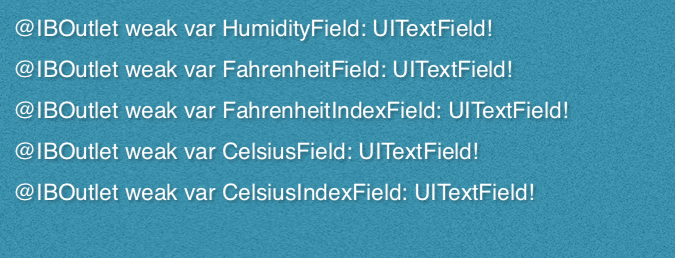 @IBOutlet weak var HumidityField: UITextField!
@IBOutlet weak var FahrenheitField: UITextField!
@IBOutlet weak var FahrenheitIndexField: UITextField!
@IBOutlet weak var CelsiusField: UITextField!
@IBOutlet weak var CelsiusIndexField: UITextField!